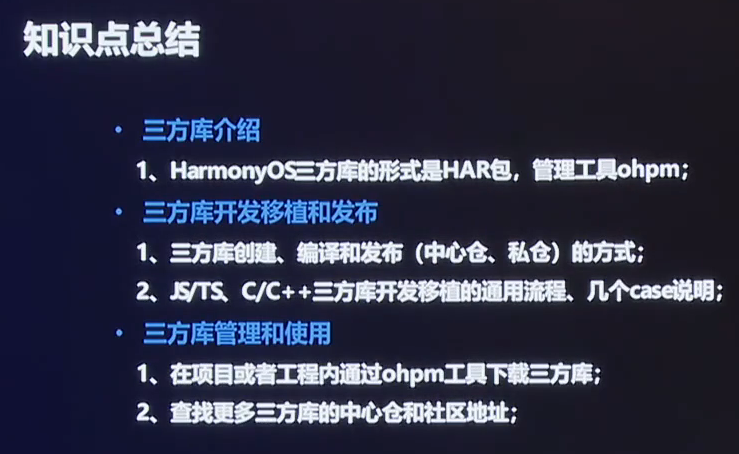 知识点总结
• 三方库介绍
1、HarmonyOS三方库的形式是HAR包，管理工具ohpm；
• 三方库开发移植和发布
1、三方库创建、编译和发布（中心仓、私仓）的方式；
2、JS/TS、C/C++三方库开发移植的通用流程、几个case说明；
• 三方库管理和使用
1、在项目或者工程内通过ohpm工具下载三方库；
2、查找更多三方库的中心仓和社区地址；